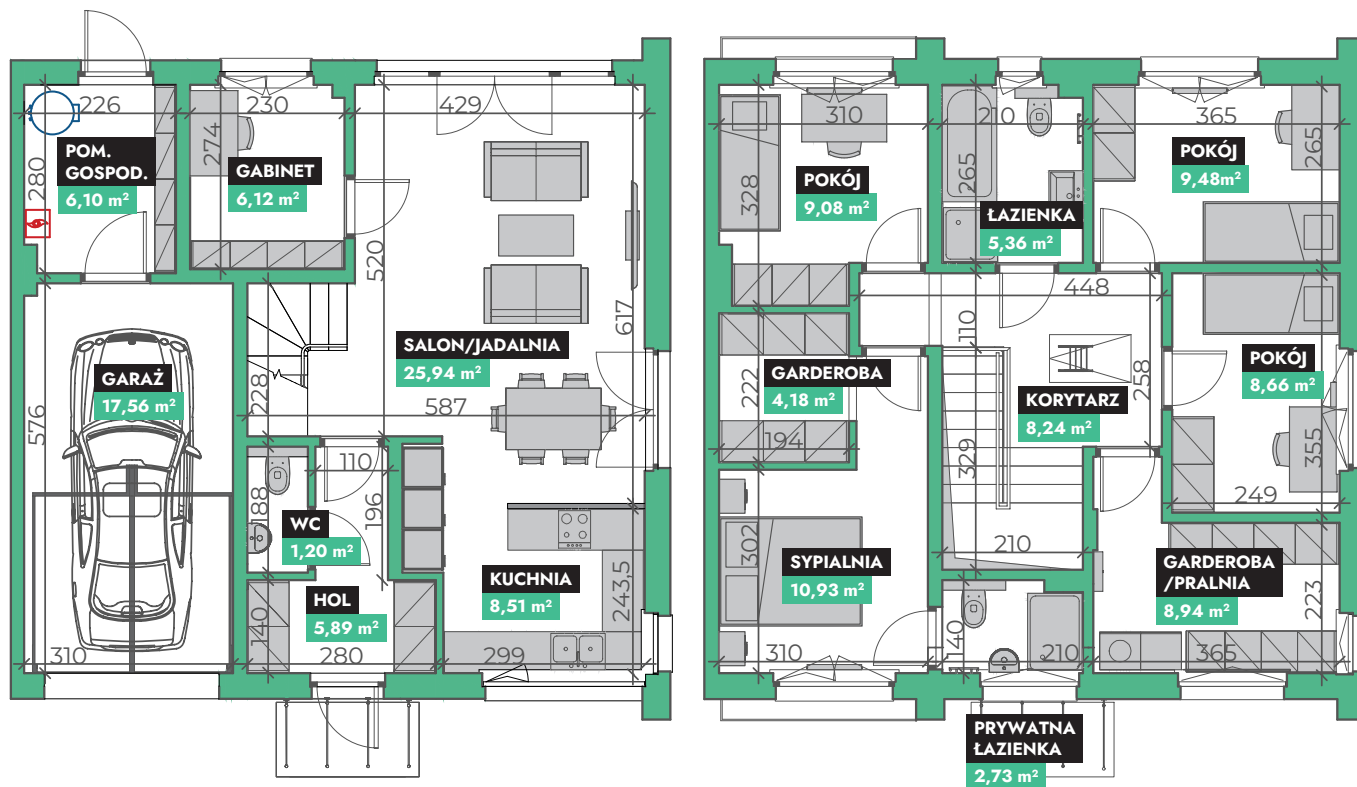 226
230
429
POM.
GOSPOD.
6,10 m²
280
274
GABINET
6,12 m²
520
617
SALON/JADALNIA
25,94 m²
GARAŻ
17,56 m²
576
228
587
110
188
196
WC
1,20 m²
KUCHNIA
8,51 m²
243,5
HOL
5,89 m²
140
310
280
299
310
210
365
POKÓJ
9,08 m²
328
265
ŁAZIENKA
5,36 m²
POKÓJ
9,48m²
265
448
110
258
GARDEROBA
4,18 m²
222
194
KORYTARZ
8,24 m²
329
POKÓJ
8,66 m²
355
249
210
302
SYPIALNIA
10,93 m²
GARDEROBA
/PRALNIA
8,94 m²
223
140
310
210
365
PRYWATNA
ŁAZIENKA
2,73 m²